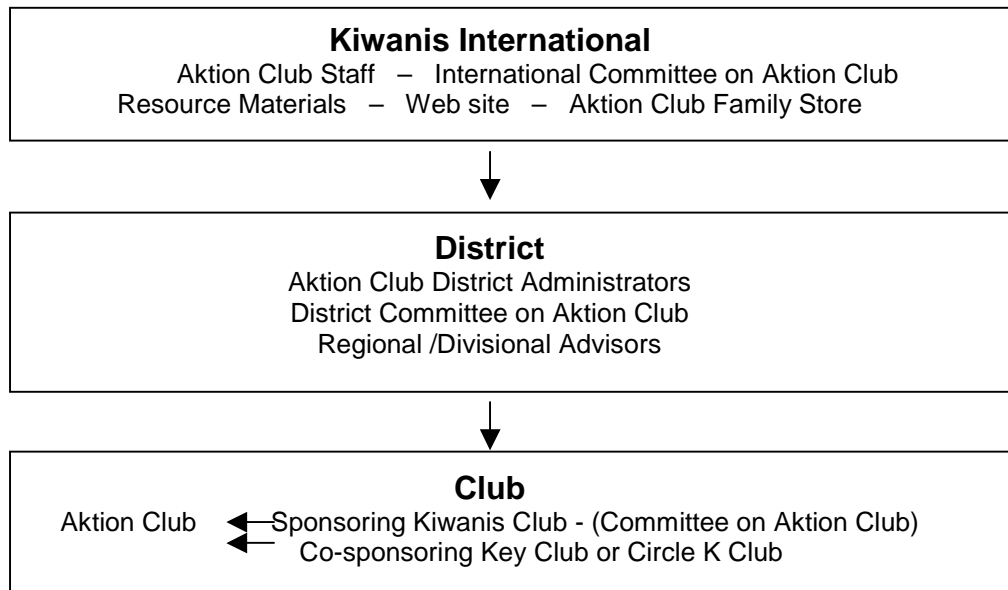 Kiwanis International
Aktion Club Staff – International Committee on Aktion Club
Resource Materials – Web site – Aktion Club Family Store
District
Aktion Club District Administrators
District Committee on Aktion Club
Regional /Divisional Advisors
Club
Aktion Club Sponsoring Kiwanis Club - (Committee on Aktion Club)
Co-sponsoring Key Club or Circle K Club